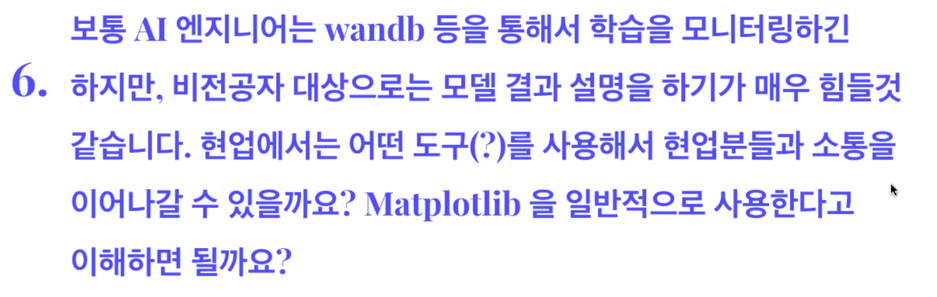 보통 AI 엔지니어는 wandb 등을 통해서 학습을 모니터링하긴
6. 하지만, 비전공자 대상으로는 모델 결과 설명을 하기가 매우 힘들것
같습니다. 현업에서는 어떤 도구(?)를 사용해서 현업분들과 소통을
이어나갈 수 있을까요? Matplotlib 을 일반적으로 사용한다고
이해하면 될까요?